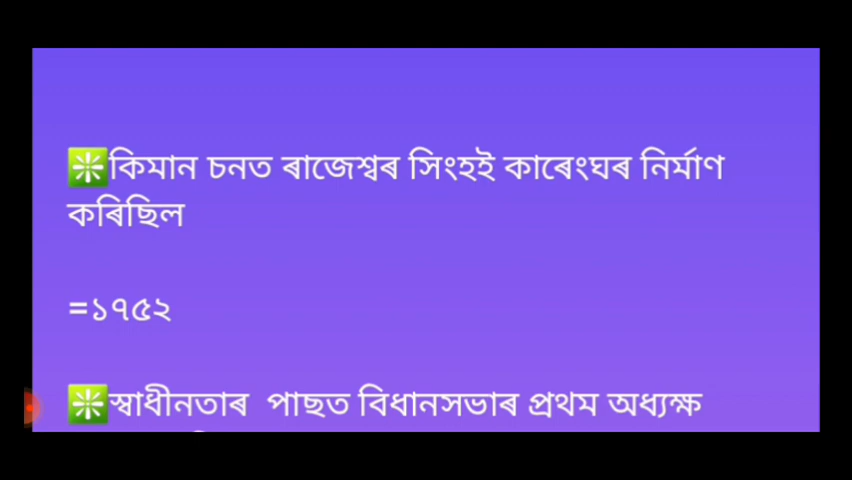 ❇️কিমান চনত ৰাজেশ্বৰ সিংহই কাৰেংঘৰ নিৰ্মাণ
কৰিছিল
=১৭৫২
❇️স্বাধীনতাৰ পাছত বিধানসভাৰ প্ৰথম অধ্যক্ষ